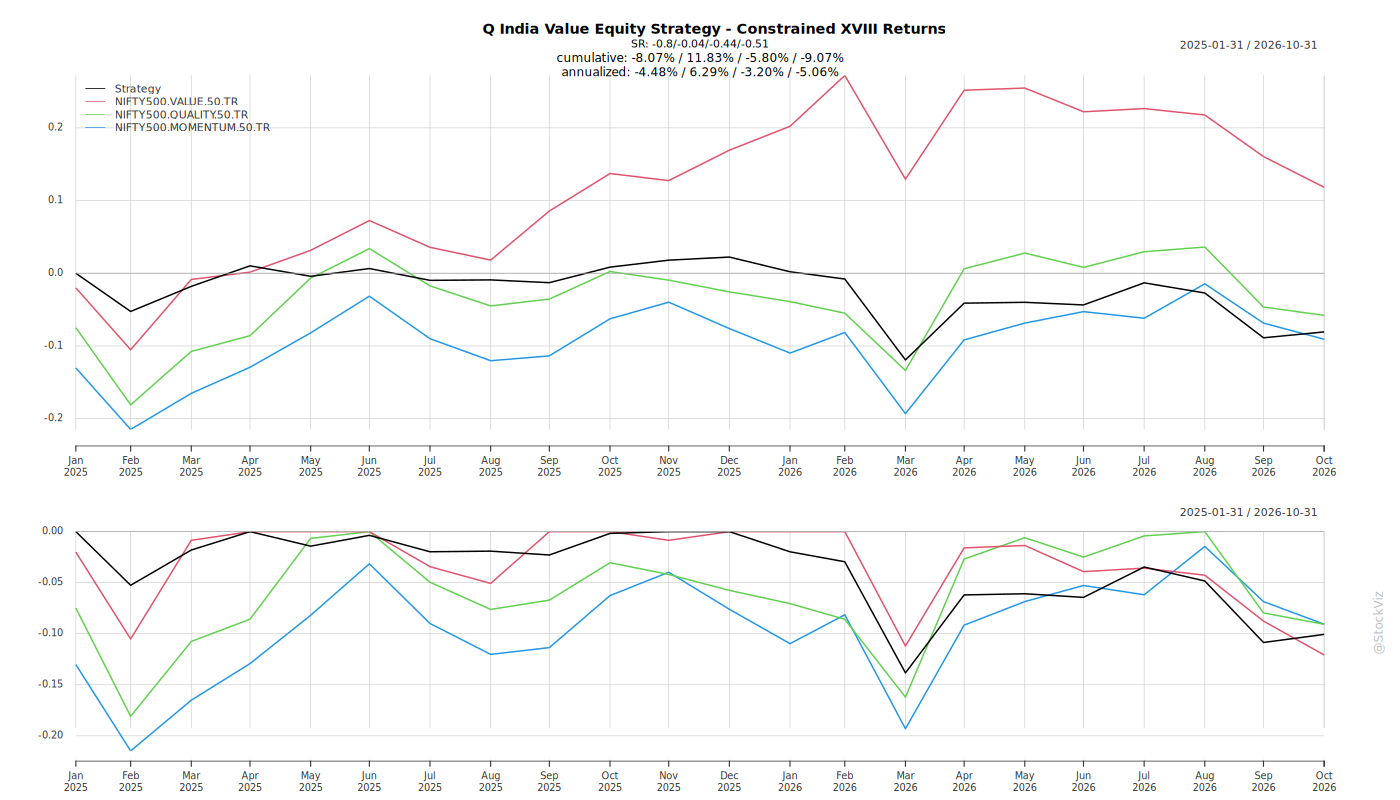 Q India Value Equity Strategy - Constrained XVIII Returns
SR: -0.8/-0.04/-0.44/-0.51
cumulative: -8.07% / 11.83% / -5.80% / -9.07%
annualized: -4.48% / 6.29% / -3.20% / -5.06%
2025-01-31 / 2026-10-31
Strategy
NIFTY500.VALUE.50.TR
NIFTY500.QUALITY.50.TR
NIFTY500.MOMENTUM.50.TR
0.2
0.1
0.0
-0.1
-0.2
Jan Feb Mar Apr May Jun Jul Aug Sep Oct Nov Dec Jan Feb Mar Apr May Jun Jul Aug Sep Oct
2025 2025 2025 2025 2025 2025 2025 2025 2025 2025 2025 2025 2026 2026 2026 2026 2026 2026 2026 2026 2026 2026
2025-01-31 / 2026-10-31
0.00
-0.05
-0.10
-0.15
-0.20
Jan Feb Mar Apr May Jun Jul Aug Sep Oct Nov Dec Jan Feb Mar Apr May Jun Jul Aug Sep Oct
2025 2025 2025 2025 2025 2025 2025 2025 2025 2025 2025 2025 2026 2026 2026 2026 2026 2026 2026 2026 2026 2026
@StockViz